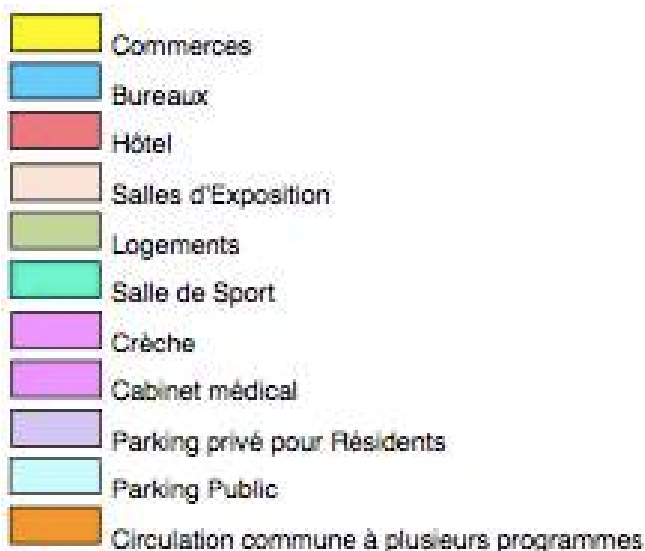 Commerces
Bureaux
Hôtel
Salles d'Exposition
Logements
Salle de Sport
Crèche
Cabinet médical
Parking privé pour Résidents
Parking Public
Circulation commune à plusieurs programmes